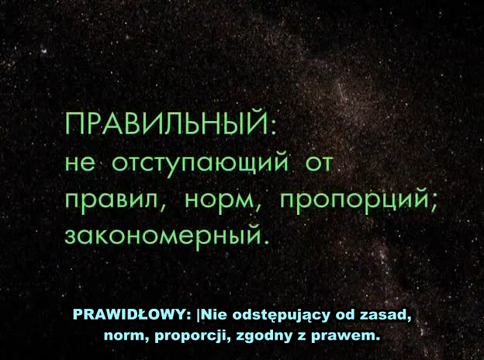 ПРАВИЛЬНЫЙ:
не отступающий от
правил, норм, пропорций;
закономерный.
PRAWIDŁOWY: |Nie odstępujący od zasad,
norm, proporcji, zgodny z prawem.